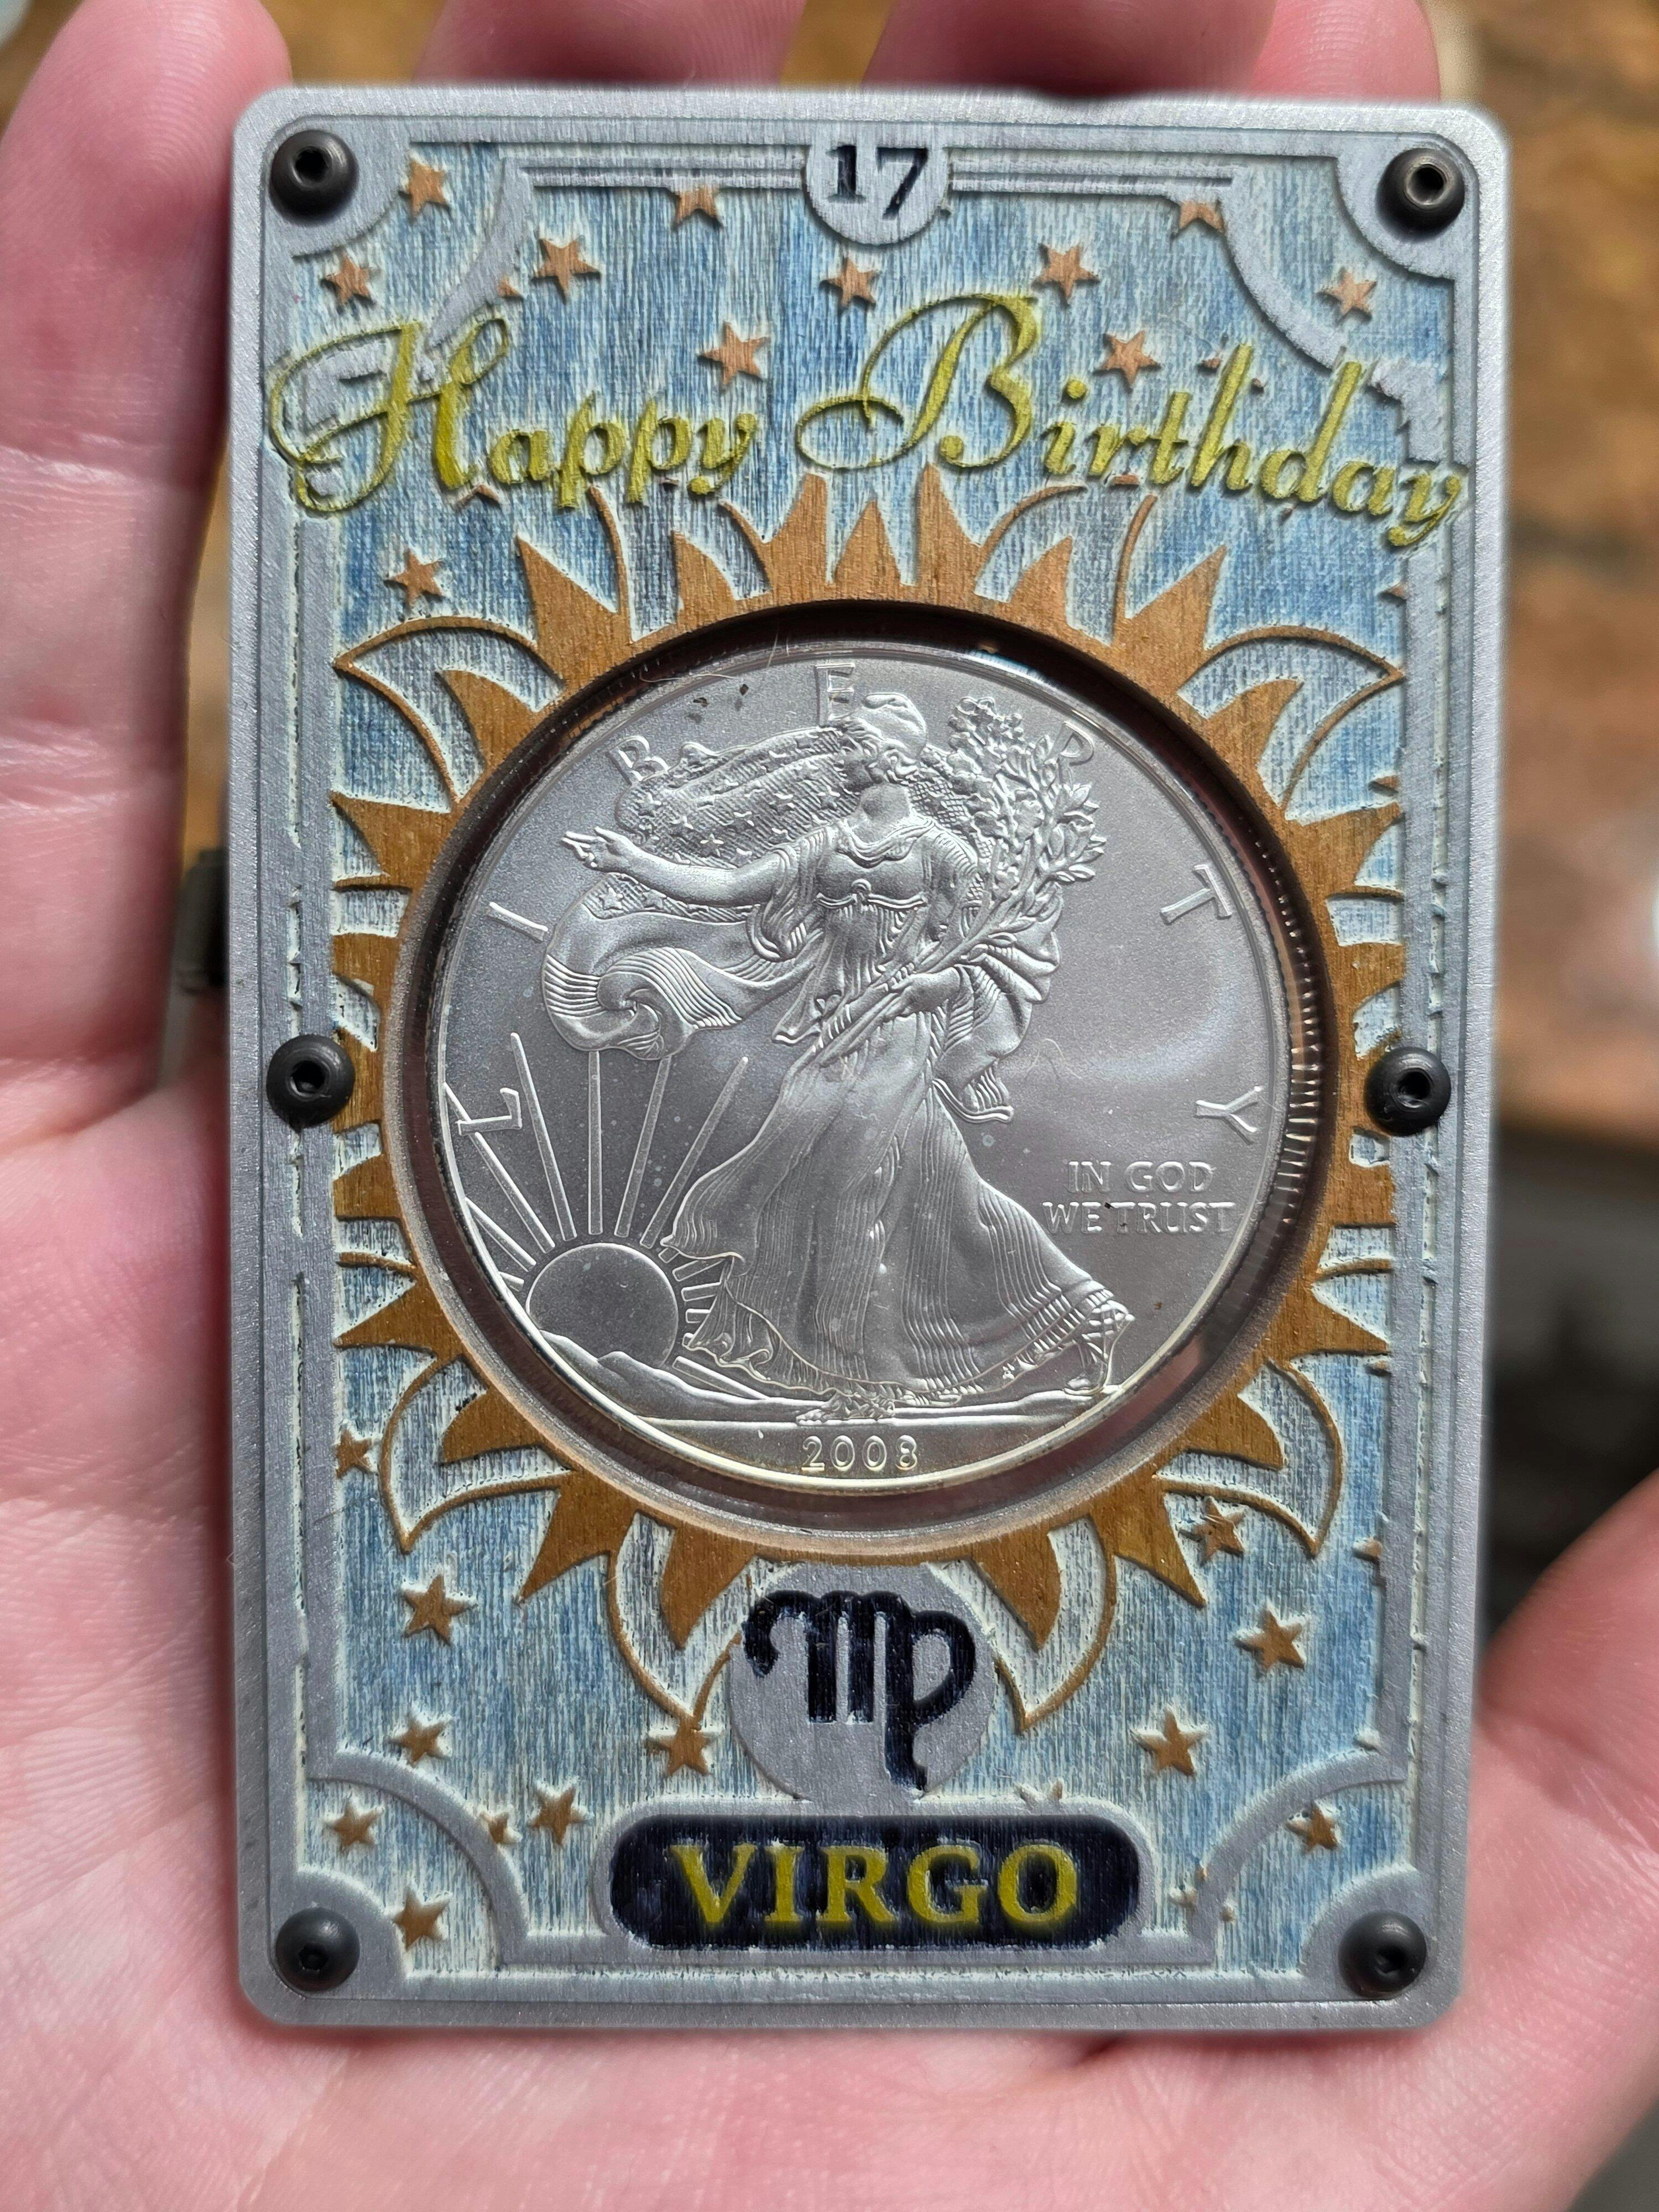 17
Happy Birthday
LIBERTY
IN GOD
WE TRUST
2008
VIRGO